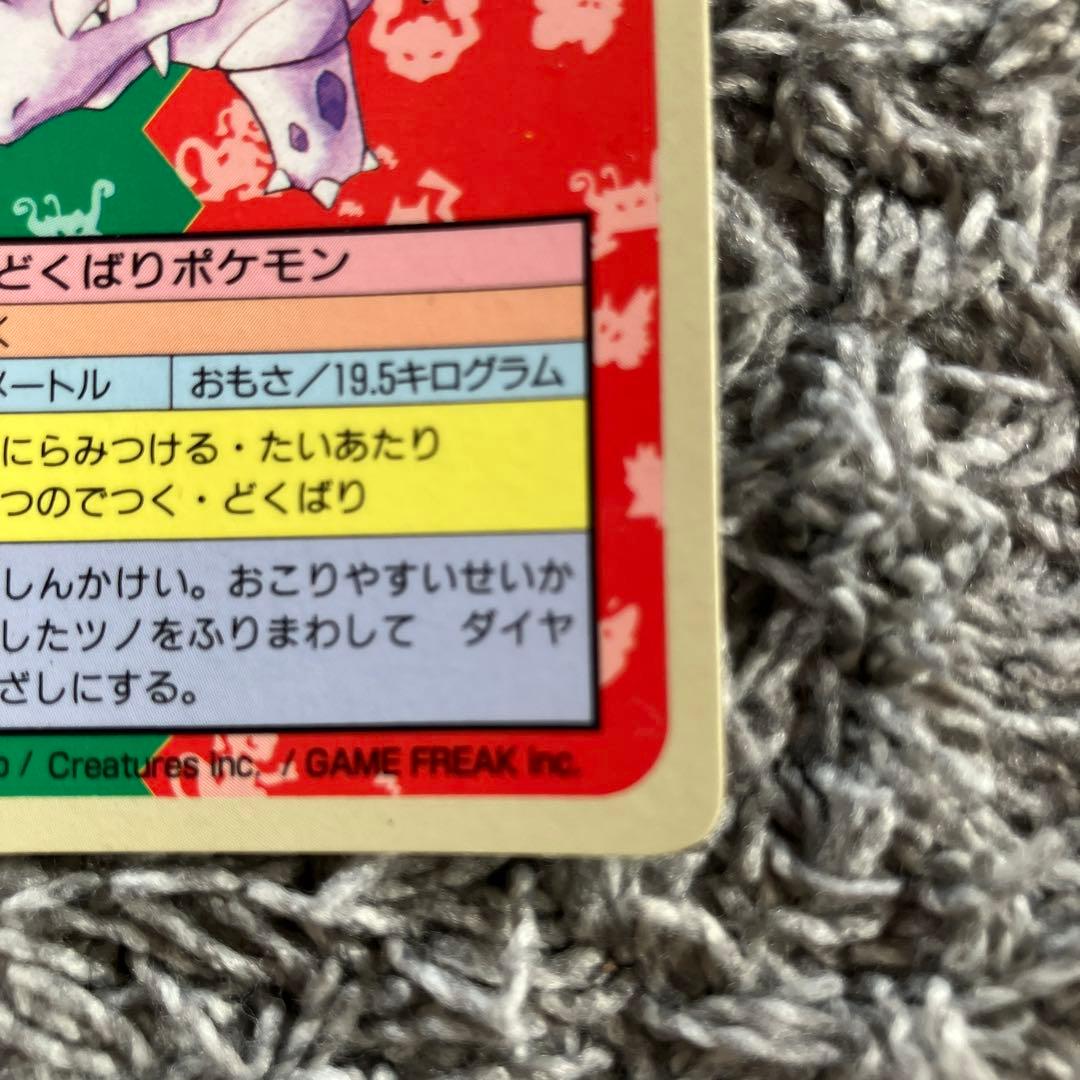 どくばりポケモン
く
メートル おもさ／19.5キログラム
にらみつける・たいあたり
つのでつく・どくばり
しんかけい。おこりやすいせいか
したツノをふりまわして　ダイヤ
ざしにする。
o / Creatures inc. / GAME FREAK inc.